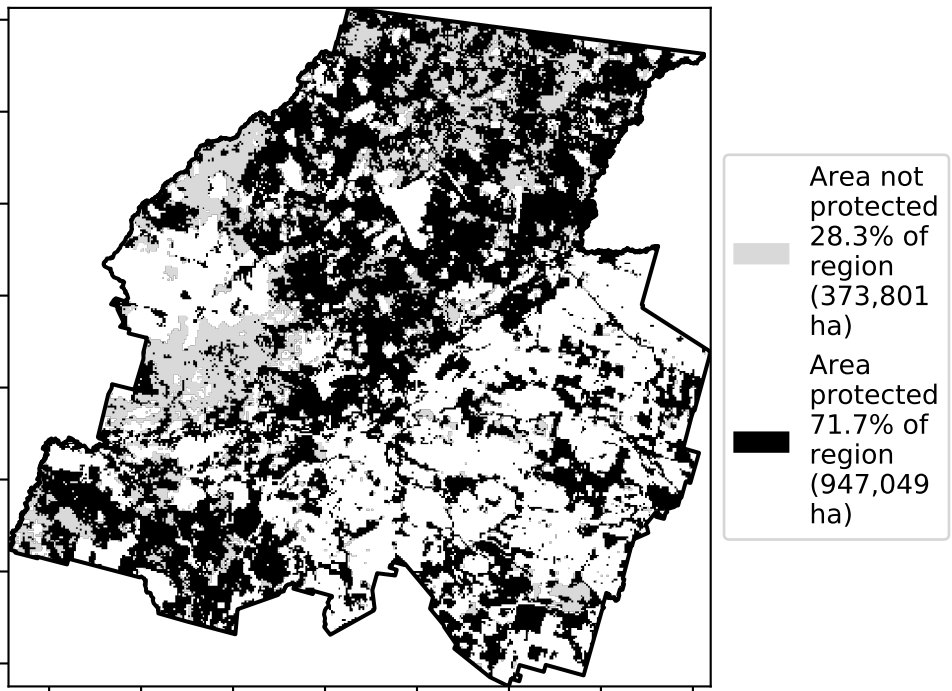 Area not
protected
28.3% of
region
(373,801
ha)
Area
protected
71.7% of
region
(947,049
ha)